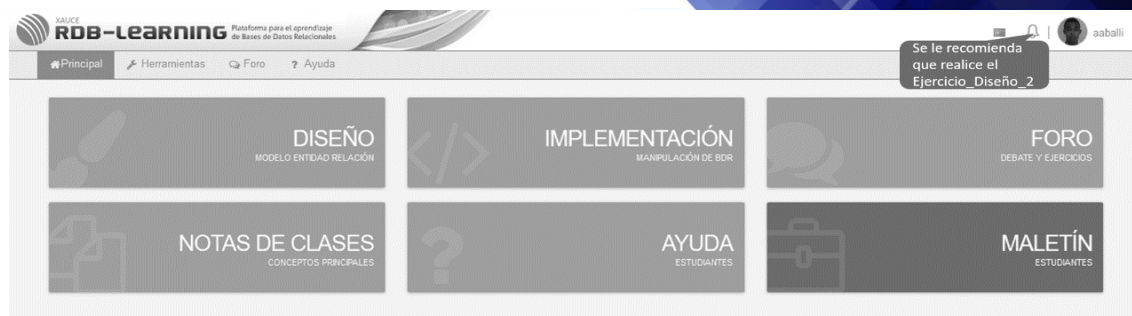 XAUCE
RDB-LEARNING
Plataforma para el aprendizaje
de Bases de Datos Relacionales
aaballi
Se le recomienda
que realice el
Ejercicio_Diseño_2
Principal Herramientas Foro ? Ayuda
DISEÑO
MODELO ENTIDAD RELACIÓN
</> IMPLEMENTACIÓN
MANIPULACIÓN DE BDR
FORO
DEBATE Y EJERCICIOS
NOTAS DE CLASES
CONCEPTOS PRINCIPALES
? AYUDA
ESTUDIANTES
MALETÍN
ESTUDIANTES